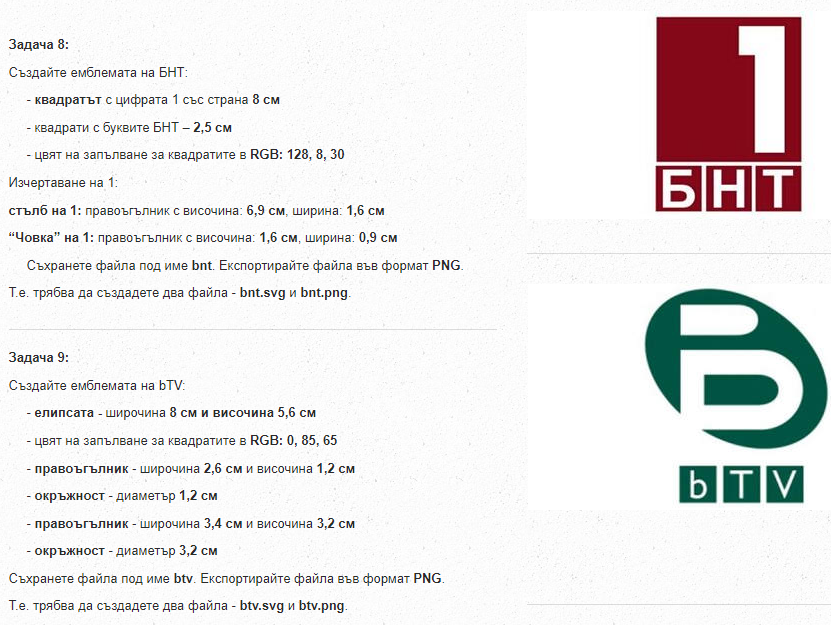 Задача 8:
Създайте емблемата на БНТ:
- квадратът с цифрата 1 със страна 8 см
- квадрати с буквите БНТ – 2,5 см
- цвят на запълване за квадратите в RGB: 128, 8, 30
Изчертаване на 1:
стълб на 1: правоъгълник с височина: 6,9 см, ширина: 1,6 см
“Човка” на 1: правоъгълник с височина: 1,6 см, ширина: 0,9 см
Съхранете файла под име bnt. Експортирайте файла във формат PNG.
Т.е. трябва да създадете два файла - bnt.svg и bnt.png.
1
БНТ
Задача 9:
Създайте емблемата на bTV:
- елипсата - широчина 8 см и височина 5,6 см
- цвят на запълване за квадратите в RGB: 0, 85, 65
- правоъгълник - широчина 2,6 см и височина 1,2 см
- окръжност - диаметър 1,2 см
- правоъгълник - широчина 3,4 см и височина 3,2 см
- окръжност - диаметър 3,2 см
Съхранете файла под име btv. Експортирайте файла във формат PNG.
Т.е. трябва да създадете два файла - btv.svg и btv.png.
bTV